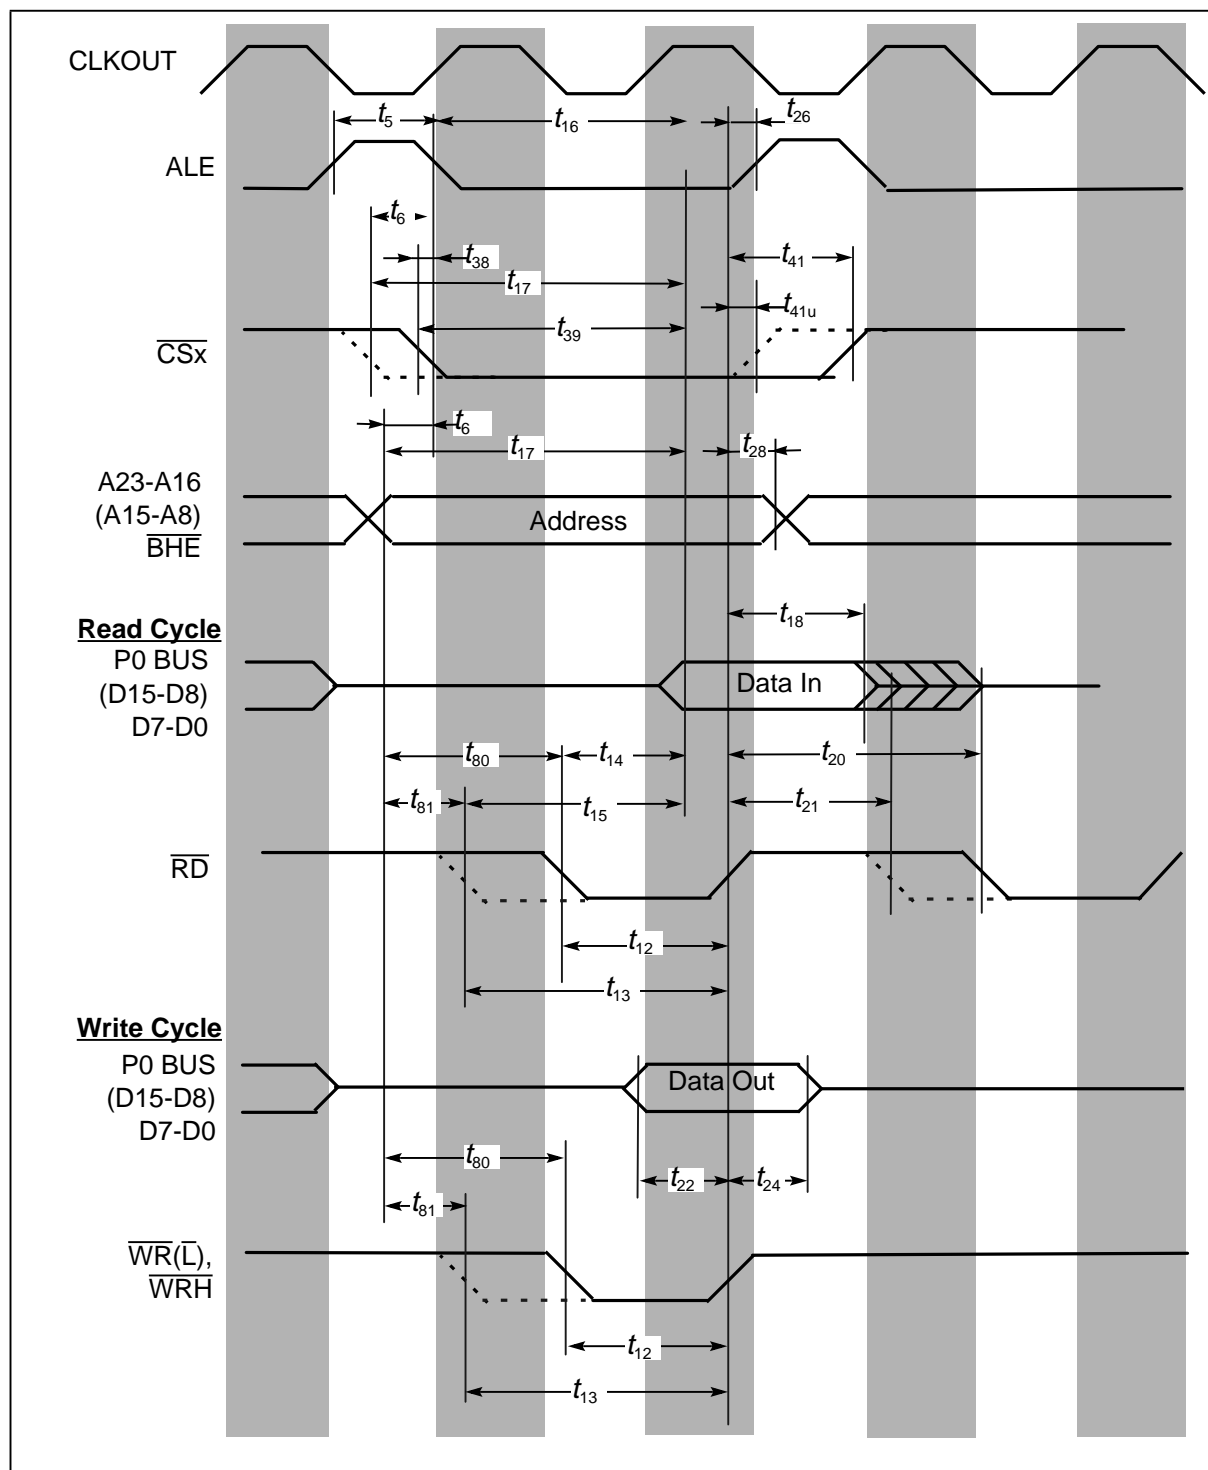 CLKOUT
t5
t16
t26
ALE
t6
t38
t41
t17
t41u
t39
CSx
t6
t17
t28
A23-A16
(A15-A8)
BHE
Address
t18
Read Cycle
P0 BUS
(D15-D8)
D7-D0
Data In
t80
t14
t20
t81
t15
t21
RD
t12
t13
Write Cycle
P0 BUS
(D15-D8)
D7-D0
Data Out
t80
t22
t24
t81
WR(L),
WRH
t12
t13